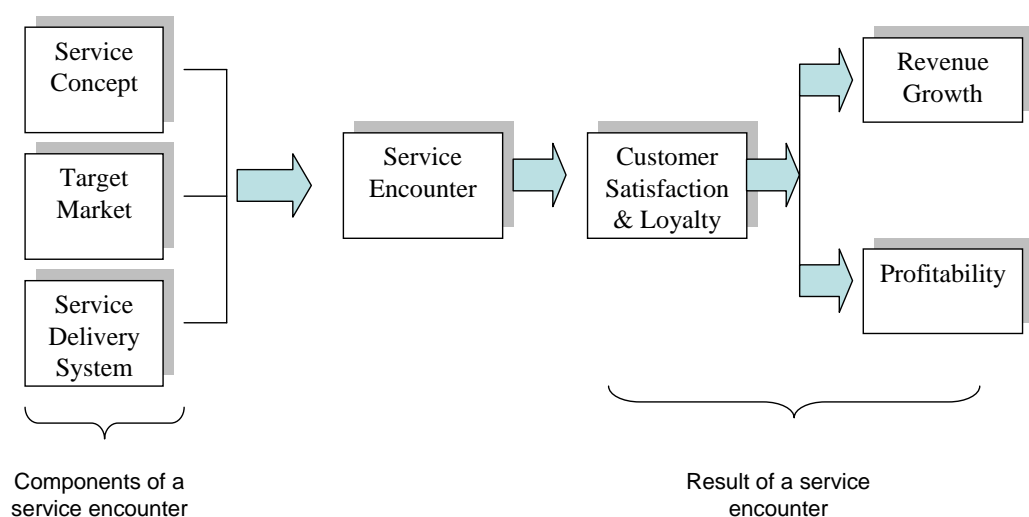 Service
Concept
Target
Market
Service
Delivery
System
Service
Encounter
Customer
Satisfaction
& Loyalty
Revenue
Growth
Profitability
Components of a
service encounter
Result of a service
encounter